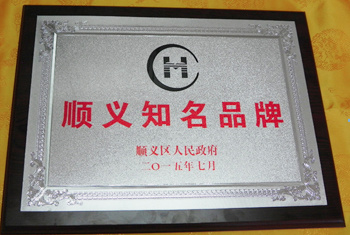 顺义知名品牌
顺义区人民政府
二〇一五年七月